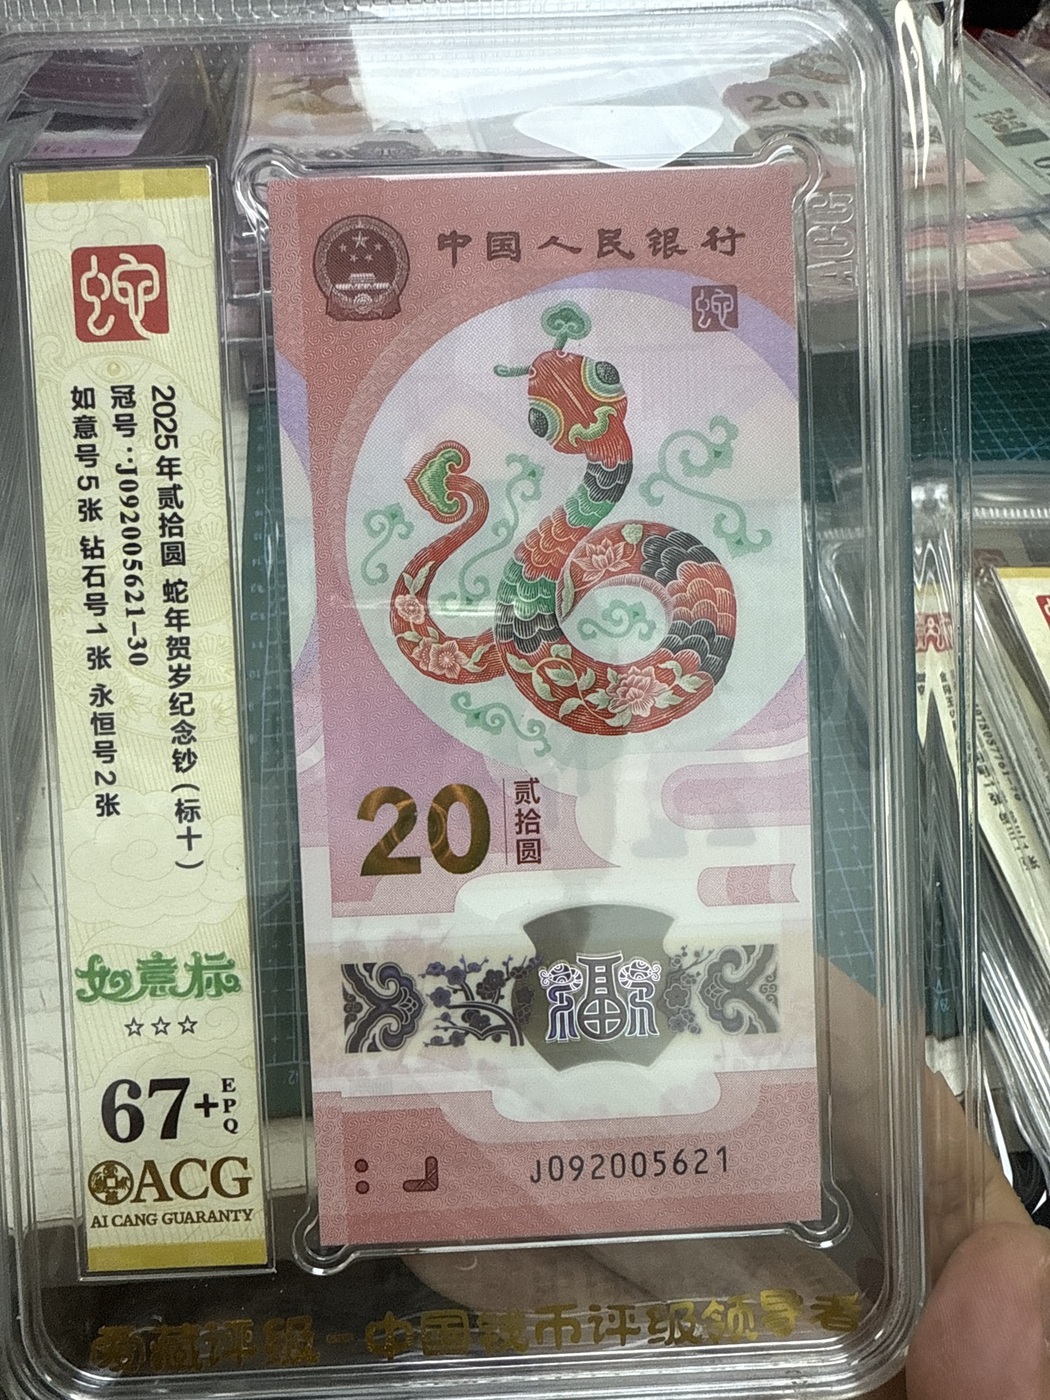 蛇
2025年贰拾圆 蛇年贺岁纪念钞(标十)
冠号:J092005621-30
如意号5张 钻石号1张 永恒号2张
如意标
☆☆☆
67+EPQ
ACG
AI CANG GUARANTY
中国人民银行
蛇
20
贰拾圆
福
J092005621
ACG
20
评级-中国钱币评级领导者